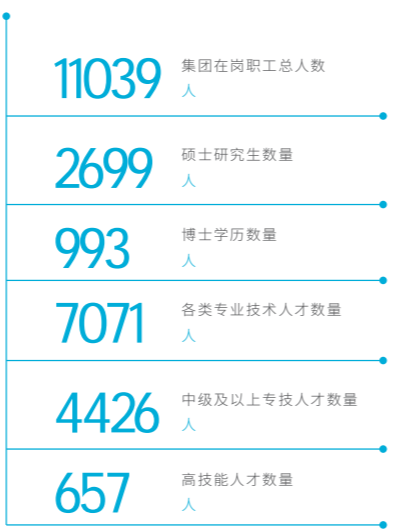 11039
集团在岗职工总人数
人
2699
硕士研究生数量
人
993
博士学历数量
人
7071
各类专业技术人才数量
人
4426
中级及以上专技人才数量
人
657
高技能人才数量
人